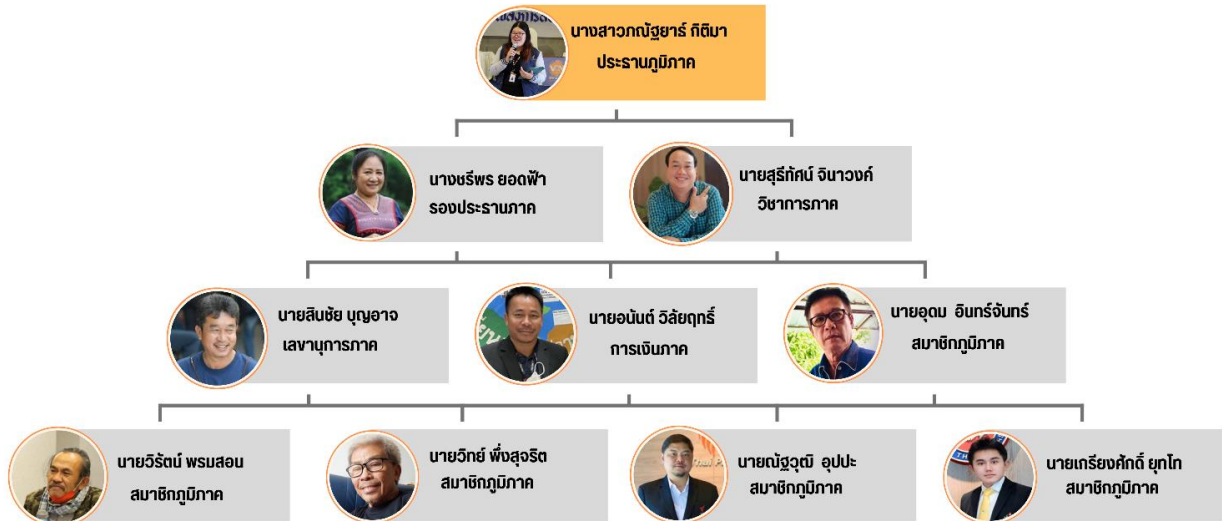 นางสาวภณัฐยาร์ กิติมา
ประธานภูมิภาค
นางชรีพร ยอดฟ้า
รองประธานภาค
นายสุรีทัศน์ จินาวงค์
วิชาการภาค
นายสืบชัย บุญอาจ
เลขานุการภาค
นายอนันต์ วิลัยฤทธิ์
การเงินภาค
นายอุดม อินทร์จันทร์
สมาชิกภูมิภาค
นายวิรัตน์ พรมสอน
สมาชิกภูมิภาค
นายวิทย์ พึ่งสุจริต
สมาชิกภูมิภาค
นายณัฐวุฒิ อุปปะ
สมาชิกภูมิภาค
นายเกรียงศักดิ์ ยุทโท
สมาชิกภูมิภาค